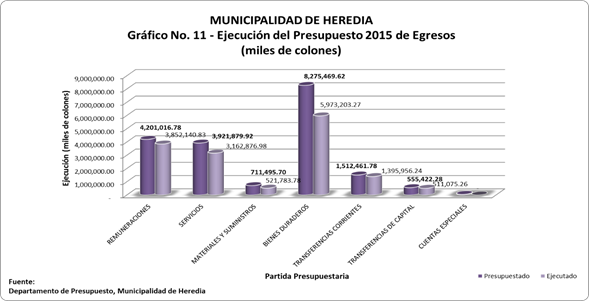 MUNICIPALIDAD DE HEREDIA
Gráfico No. 11 - Ejecución del Presupuesto 2015 de Egresos
(miles de colones)
Ejecución (miles de colones)
9,000,000.00
8,000,000.00
7,000,000.00
6,000,000.00
5,000,000.00
4,000,000.00
3,000,000.00
2,000,000.00
1,000,000.00
-
4,201,016.78
3,852,140.83
3,921,879.92
3,162,876.98
711,495.70
521,783.78
8,275,469.62
5,973,203.27
1,512,461.78
1,395,956.24
555,422.28
511,075.26
REMUNERACIONES
SERVICIOS
MATERIALES Y SUMINISTROS
BIENES DURADEROS
TRANSFERENCIAS CORRIENTES
TRANSFERENCIAS DE CAPITAL
CUENTAS ESPECIALES
Partida Presupuestaria
Presupuestado
Ejecutado
Fuente:
Departamento de Presupuesto, Municipalidad de Heredia